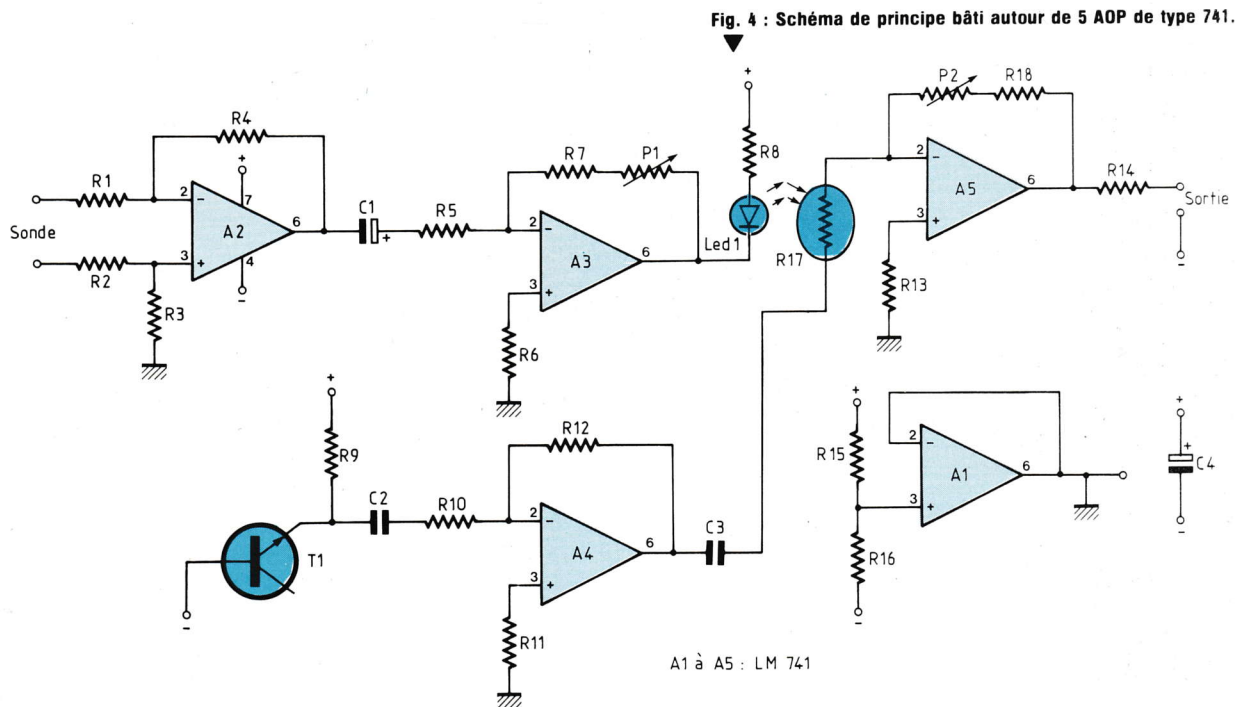 Fig. 4 : Schéma de principe bâti autour de 5 AOP de type 741.
+
P2
R18
R4
R8
+
R7
P1
2
−
R1
2
−
7
A5
6
R14
C1
R5
Sortie
A2
6
+
2
−
Led 1
3
+
Sonde
A3
6
R17
−
R2
3
+
4
R13
−
3
+
R3
R6
+
+
+
R12
2
−
+
R9
R15
6
C4
A1
C2
R10
3
+
2
−
C3
−
T1
A4
6
R16
3
+
−
−
R11
A1 à A5 : LM 741